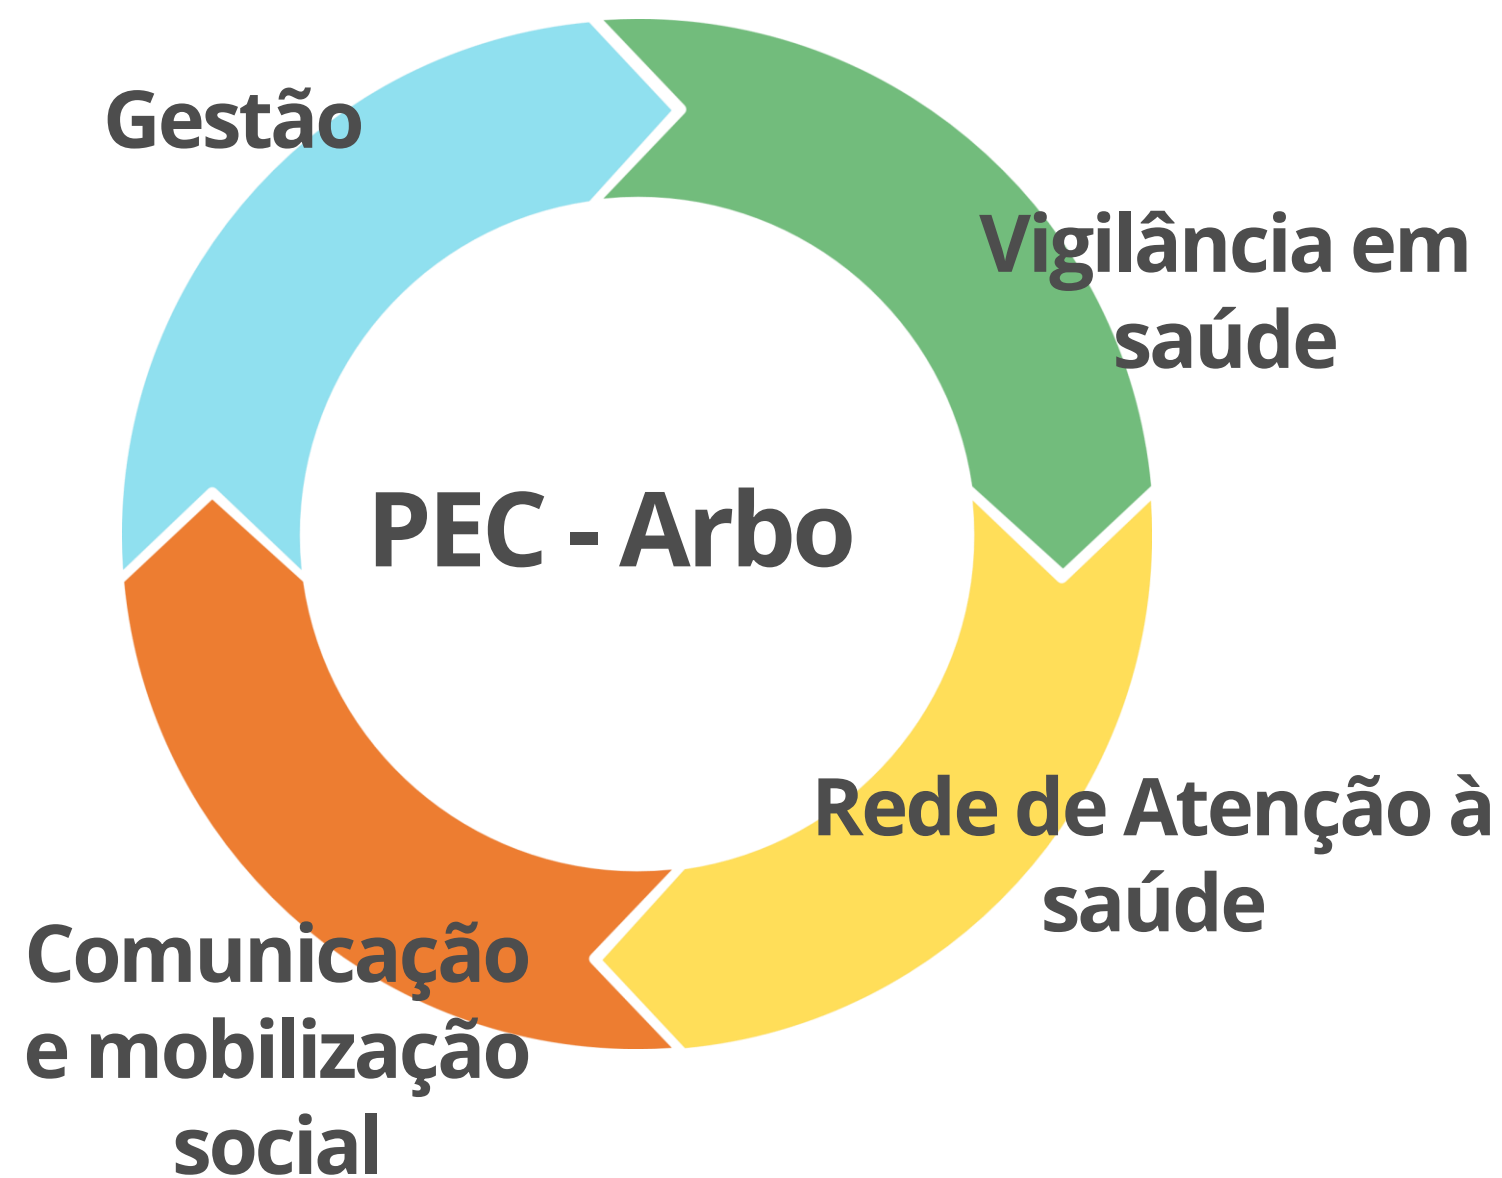 Gestão
Vigilância em
saúde
PEC - Arbo
Rede de Atenção à
saúde
Comunicação
e mobilização
social